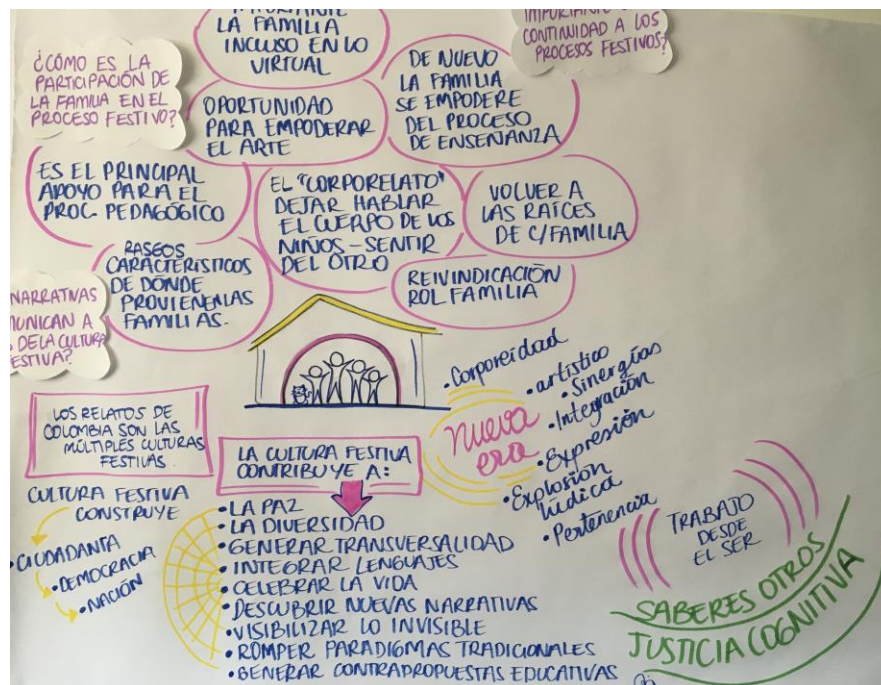 LA FAMILIA
INCLUSO EN LO
VIRTUAL
CONTINUIDAD A LOS
PROCESOS FESTIVOS?
¿CÓMO ES LA
PARTICIPACIÓN DE
LA FAMILIA EN EL
PROCESO FESTIVO?
OPORTUNIDAD
PARA EMPODERAR
EL ARTE
DE NUEVO
LA FAMILIA
SE EMPODERE
DEL PROCESO
DE ENSEÑANZA
ES EL PRINCIPAL
APOYO PARA EL
PROC. PEDAGÓGICO
EL "CORPORELATO"
DEJAR HABLAR
EL CUERPO DE LOS
NIÑOS - SENTIR
DEL OTRO
VOLVER A
LAS RAÍCES
DE C/FAMILIA
RASGOS
CARACTERÍSTICOS
DE DÓNDE
PROVIENEN LAS
FAMILIAS.
REIVINDICACIÓN
ROL FAMILIA
NARRATIVAS
UNICAN A
DE LA CULTURA
ESTIVA?
LOS RELATOS DE
COLOMBIA SON LAS
MÚLTIPLES CULTURAS
FESTIVAS.
CULTURA FESTIVA
CONSTRUYE
• CIUDADANÍA
• DEMOCRACIA
• NACIÓN
LA CULTURA FESTIVA
CONTRIBUYE A:
• LA PAZ
• LA DIVERSIDAD
• GENERAR TRANSVERSALIDAD
• INTEGRAR LENGUAJES
• CELEBRAR LA VIDA
• DESCUBRIR NUEVAS NARRATIVAS
• VISIBILIZAR LO INVISIBLE
• ROMPER PARADIGMAS TRADICIONALES
• GENERAR CONTRAPROPUESTAS EDUCATIVAS
nueva
era
• Corporeidad
• artístico
• Sinergías
• Integración
• Expresión
• Explosión
lúdica
• Pertenencia
TRABAJO
DESDE
EL SER
SABERES OTROS
JUSTICIA COGNITIVA